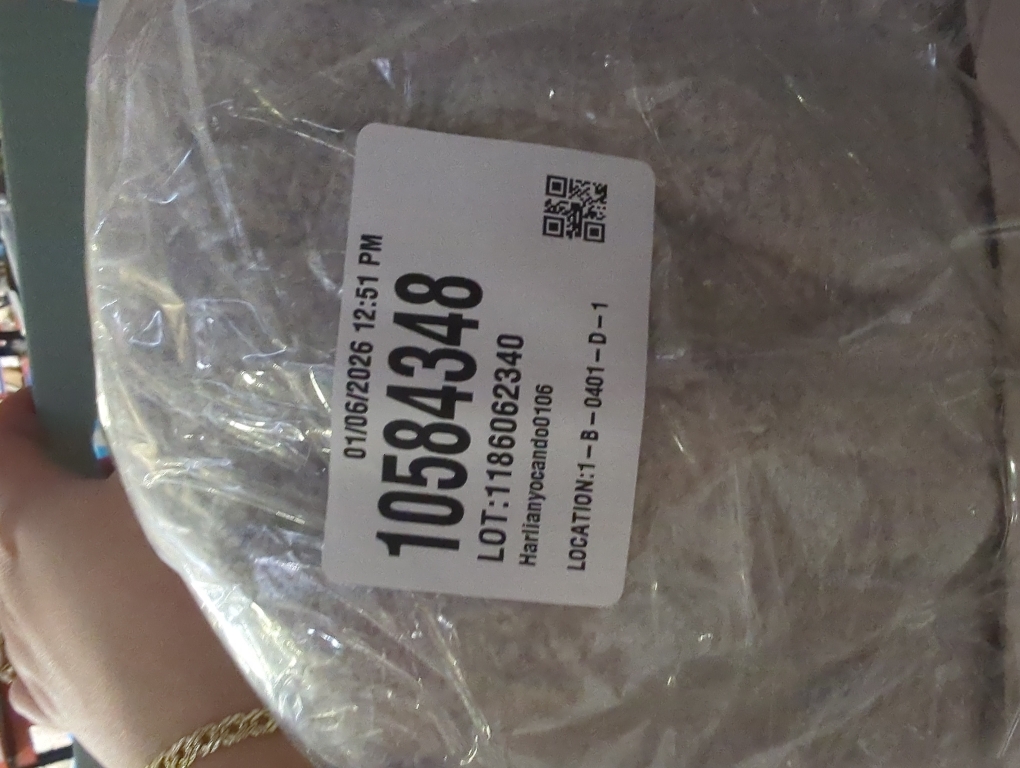 01/06/2026 12:51 PM
10584348
LOT:1186062340
Harlianyocando0106
LOCATION:1-B-0401-D-1